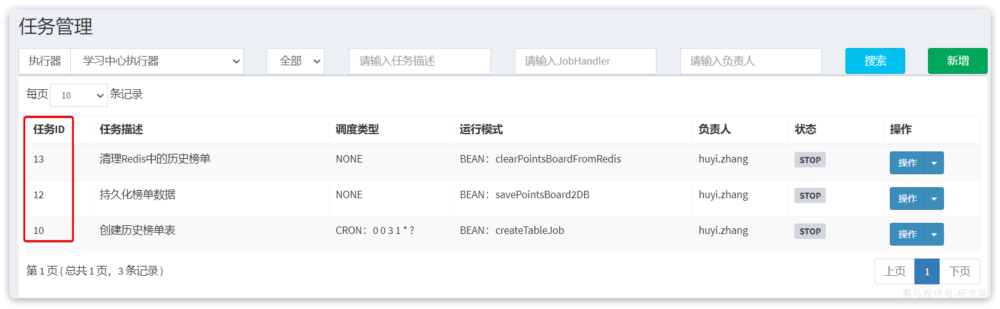 任务管理
执行器 学习中心执行器 全部 请输入任务描述 请输入JobHandler 请输入负责人 搜索 新增
每页 10 条记录
任务ID 任务描述 调度类型 运行模式 负责人 状态 操作
13 清理Redis中的历史榜单 NONE BEAN：clearPointsBoardFromRedis huyi.zhang STOP 操作
12 持久化榜单数据 NONE BEAN：savePointsBoard2DB huyi.zhang STOP 操作
10 创建历史榜单表 CRON：0 0 3 1 * ? BEAN：createTableJob huyi.zhang STOP 操作
第 1 页 ( 总共 1 页，3 条记录 ) 上页 1 下页
黑马程序员-研究院